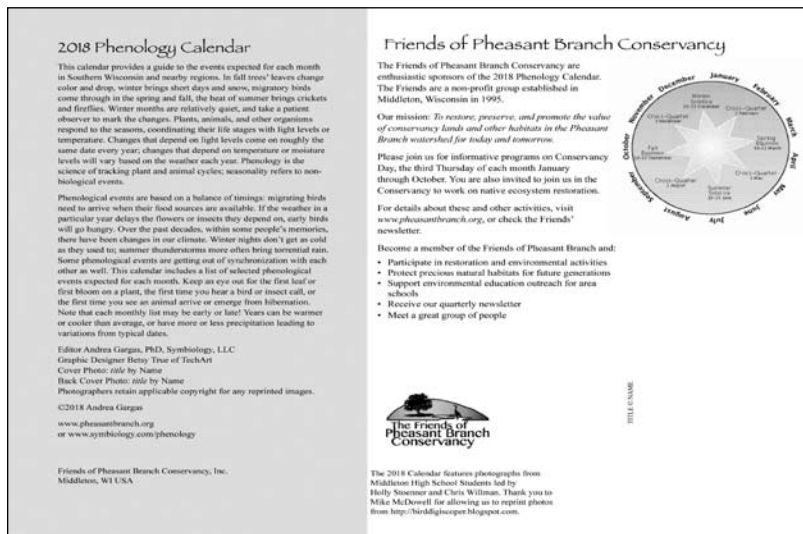 2018 Phenology Calendar
This calendar provides a guide to the events expected for each month
in Southern Wisconsin and nearby regions. In fall trees' leaves change
color and drop, winter brings short days and snow, migratory birds
come through in the spring and fall, the heat of summer brings crickets
and fireflies. Winter months are relatively quiet, and take a patient
observer to mark the changes. Plants, animals, and other organisms
respond to the seasons, coordinating their life stages with light levels or
temperature. Changes that depend on light levels come on roughly the
same date every year; changes that depend on temperature or moisture
levels will vary based on the weather each year. Phenology is the
science of tracking plant and animal cycles; seasonality refers to non-
biological events.
Phenological events are based on a balance of timings: migrating birds
need to arrive when their food sources are available. If the weather in a
particular year delays the flowers or insects they depend on, early birds
will go hungry. Over the past decades, within some people's memories,
there have been changes in our climate. Winter nights don't get as cold
as they used to; summer thunderstorms more often bring torrential rain.
Some phenological events are getting out of synchronization with each
other as well. This calendar includes a list of selected phenological
events expected for each month. Keep an eye out for the first leaf or
first bloom on a plant, the first time you hear a bird or insect call, or
the first time you see an animal arrive or emerge from hibernation.
Note that each monthly list may be early or late! Years can be warmer
or cooler than average, or have more or less precipitation leading to
variations from typical dates.
Editor Andrea Gargas, PhD, Symbiology, LLC
Graphic Designer Betsy True of TechArt
Cover Photo: title by Name
Back Cover Photo: title by Name
Photographers retain applicable copyright for any reprinted images.
©2018 Andrea Gargas
www.pheasantbranch.org
or www.symbiology.com/phenology
Friends of Pheasant Branch Conservancy, Inc.
Middleton, WI USA
Friends of Pheasant Branch Conservancy
The Friends of Pheasant Branch Conservancy are
enthusiastic sponsors of the 2018 Phenology Calendar.
The Friends are a non-profit group established in
Middleton, Wisconsin in 1995.
Our mission: To restore, preserve, and promote the value
of conservancy lands and other habitats in the Pheasant
Branch watershed for today and tomorrow.
Please join us for informative programs on Conservancy
Day, the third Thursday of each month January
through October. You are also invited to join us in the
Conservancy to work on native ecosystem restoration.
For details about these and other activities, visit
www.pheasantbranch.org, or check the Friends'
newsletter.
Become a member of the Friends of Pheasant Branch and:
• Participate in restoration and environmental activities
• Protect precious natural habitats for future generations
• Support environmental education outreach for area
schools
• Receive our quarterly newsletter
• Meet a great group of people
January
February
March
April
May
June
July
August
September
October
November
December
Winter
Solstice
Cross-Quarter
Spring
Equinox
Cross-Quarter
Summer
Solstice
Cross-Quarter
Fall
Equinox
Cross-Quarter
TITLE © NAME
The Friends of
Pheasant Branch
Conservancy
The 2018 Calendar features photographs from
Middleton High School Students led by
Holly Stoenner and Chris Willman. Thank you to
Mike McDowell for allowing us to reprint photos
from http://birddigiscoper.blogspot.com.